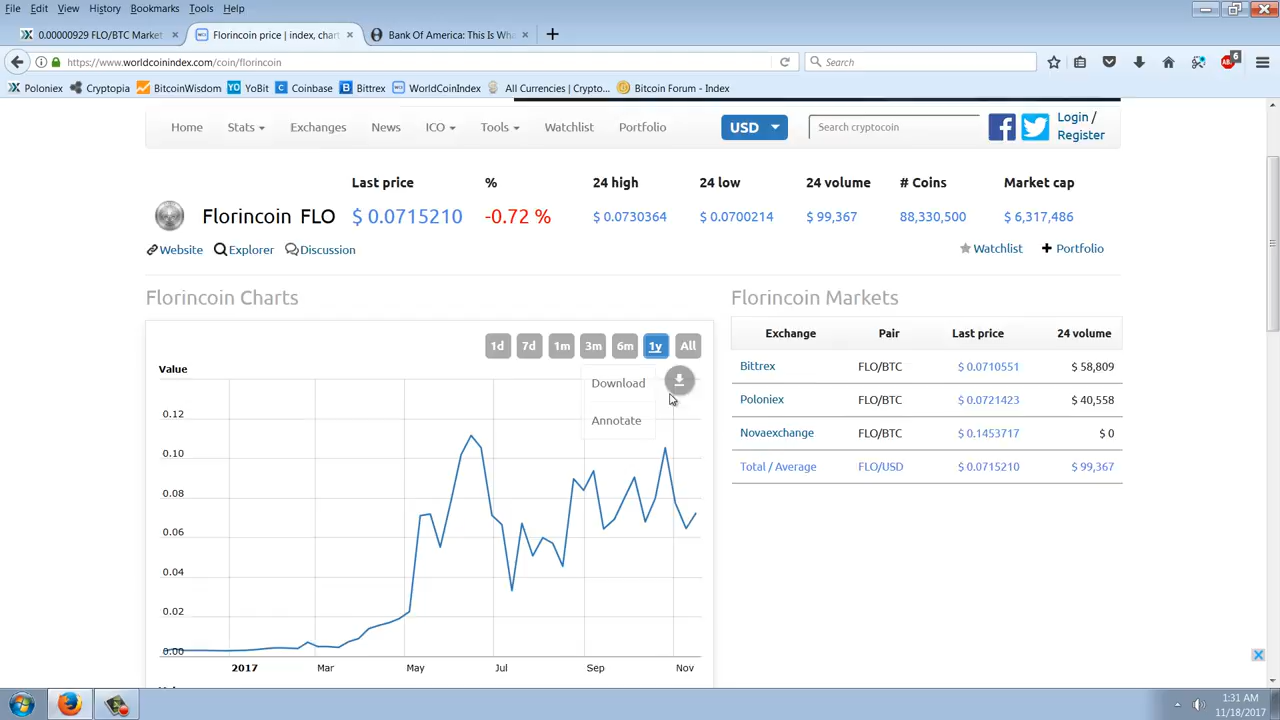 File Edit View History Bookmarks Tools Help
0.00000929 FLO/BTC Market × Florincoin price | index, chart × Bank Of America: This Is Wha × +
https://www.worldcoinindex.com/coin/florincoin Search 6
Poloniex Cryptopia BitcoinWisdom YoBit Coinbase Bittrex WorldCoinIndex All Currencies | Crypto... Bitcoin Forum - Index
Home Stats Exchanges News ICO Tools Watchlist Portfolio USD Search cryptocoin Login /
Register
Last price % 24 high 24 low 24 volume # Coins Market cap
Florincoin FLO $ 0.0715210 -0.72 % $ 0.0730364 $ 0.0700214 $ 99,367 88,330,500 $ 6,317,486
Website Explorer Discussion Watchlist + Portfolio
Florincoin Charts
1d 7d 1m 3m 6m 1y All
Download
Annotate
Value
0.12
0.10
0.08
0.06
0.04
0.02
0.00
2017 Mar May Jul Sep Nov
Florincoin Markets
Exchange Pair Last price 24 volume
Bittrex FLO/BTC $ 0.0710551 $ 58,809
Poloniex FLO/BTC $ 0.0721423 $ 40,558
Novaexchange FLO/BTC $ 0.1453717 $ 0
Total / Average FLO/USD $ 0.0715210 $ 99,367
1:31 AM
11/18/2017